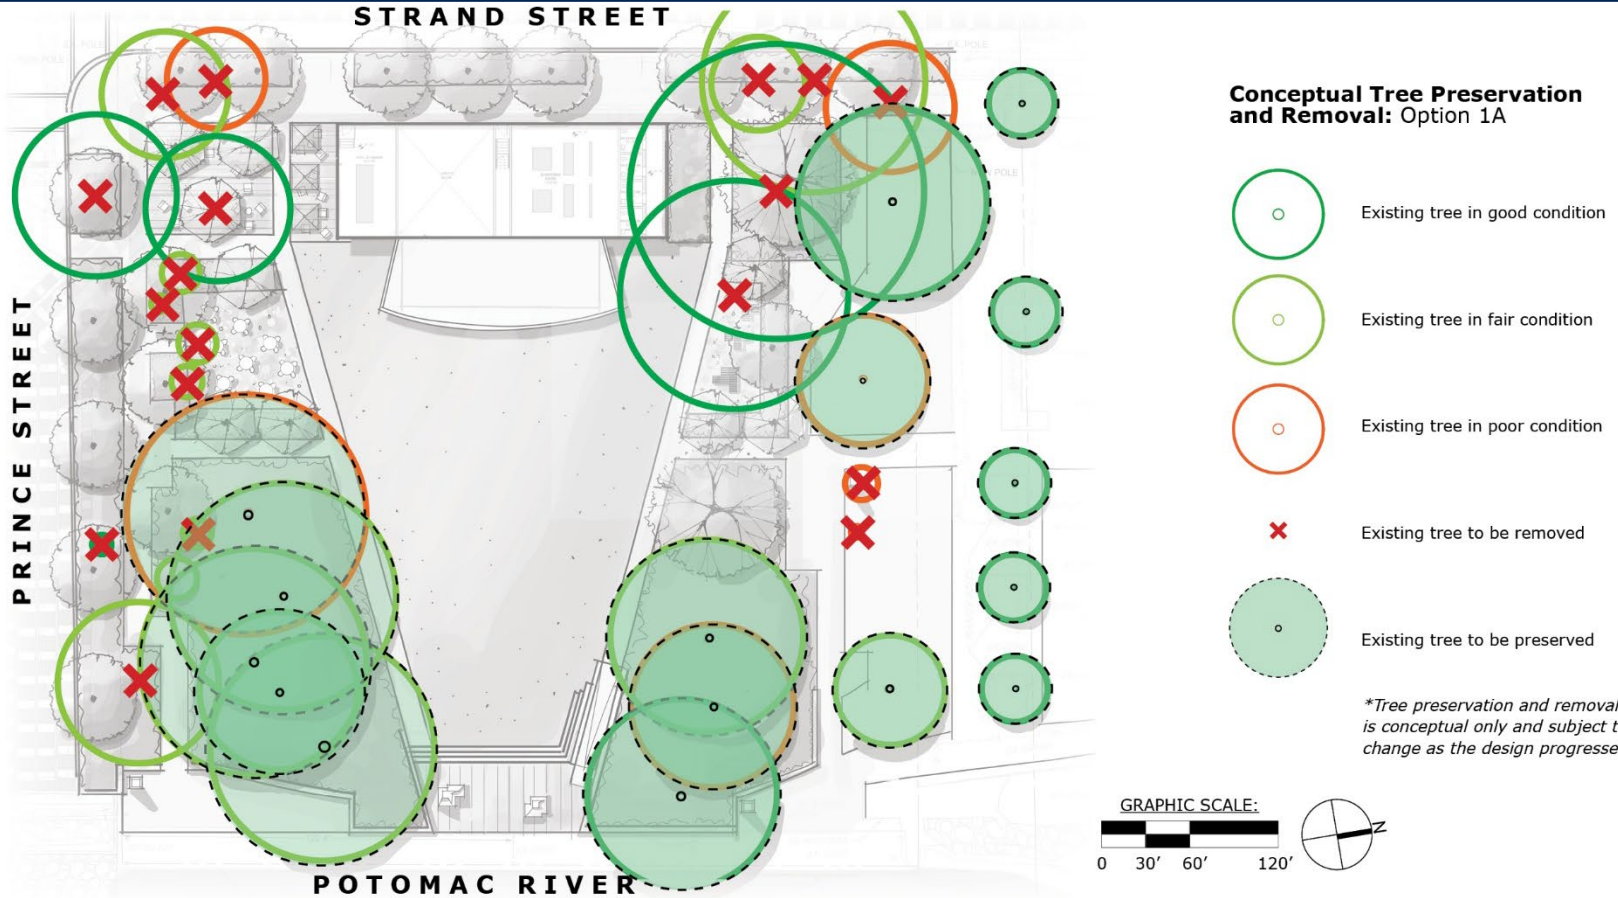 STRAND STREET
PRINCE STREET
POTOMAC RIVER
EX. POLE
Conceptual Tree Preservation
and Removal: Option 1A
Existing tree in good condition
Existing tree in fair condition
Existing tree in poor condition
Existing tree to be removed
Existing tree to be preserved
*Tree preservation and removal
is conceptual only and subject t
change as the design progresse
GRAPHIC SCALE:
0 30’ 60’ 120’
N